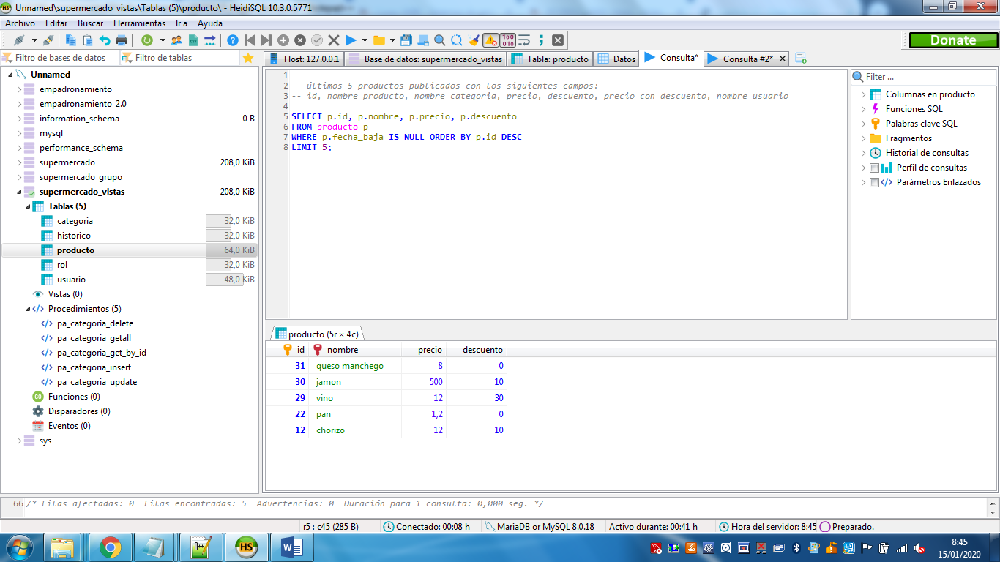 Unnamed\supermercado_vistas\Tablas (5)\producto\ - HeidiSQL 10.3.0.5771
Archivo Editar Buscar Herramientas Ir a Ayuda
Donate
Filtro de bases de datos Filtro de tablas
Host: 127.0.0.1 Base de datos: supermercado_vistas Tabla: producto Datos Consulta* Consulta #2*
Unnamed
empadronamiento
empadronamiento_2.0
information_schema 0 B
mysql
performance_schema
supermercado 208,0 KiB
supermercado_grupo
supermercado_vistas 208,0 KiB
Tablas (5)
categoria 32,0 KiB
historico 32,0 KiB
producto 64,0 KiB
rol 32,0 KiB
usuario 48,0 KiB
Vistas (0)
Procedimientos (5)
pa_categoria_delete
pa_categoria_getall
pa_categoria_get_by_id
pa_categoria_insert
pa_categoria_update
Funciones (0)
Disparadores (0)
Eventos (0)
sys
1
2 -- últimos 5 productos publicados con los siguientes campos:
3 -- id, nombre producto, nombre categoria, precio, descuento, precio con descuento, nombre usuario
4
5 SELECT p.id, p.nombre, p.precio, p.descuento
6 FROM producto p
7 WHERE p.fecha_baja IS NULL ORDER BY p.id DESC
8 LIMIT 5;
Filter ...
Columnas en producto
Funciones SQL
Palabras clave SQL
Fragmentos
Historial de consultas
Perfil de consultas
Parámetros Enlazados
producto (5r × 4c)
id nombre precio descuento
31 queso manchego 8 0
30 jamon 500 10
29 vino 12 30
22 pan 1,2 0
12 chorizo 12 10
66 /* Filas afectadas: 0 Filas encontradas: 5 Advertencias: 0 Duración para 1 consulta: 0,000 seg. */
r5 : c45 (285 B) Conectado: 00:08 h MariaDB or MySQL 8.0.18 Activo durante: 00:41 h Hora del servidor: 8:45 Preparado.
8:45
15/01/2020